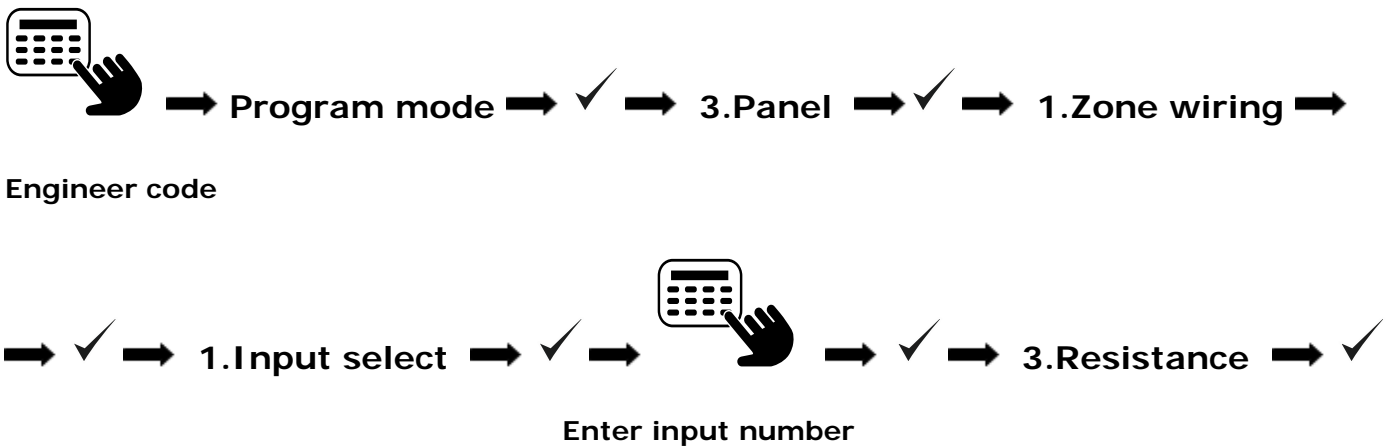 Program mode 3.Panel 1.Zone wiring
Engineer code
1.Input select 3.Resistance
Enter input number